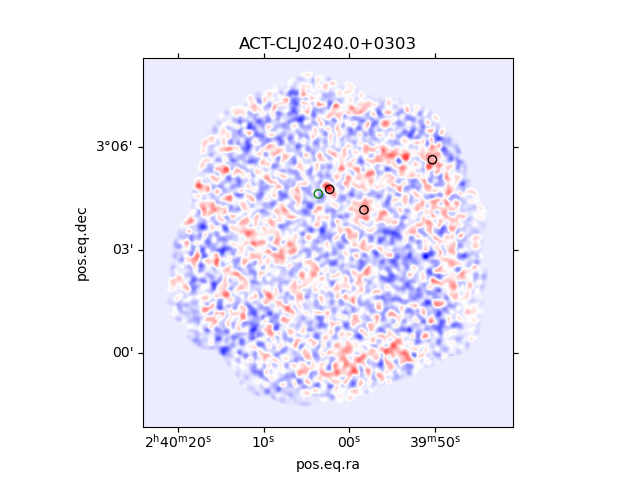 ACT-CLJ0240.0+0303
3°06'
03'
00'
pos.eq.dec
2ʰ40ᵐ20ˢ 10ˢ 00ˢ 39ᵐ50ˢ
pos.eq.ra